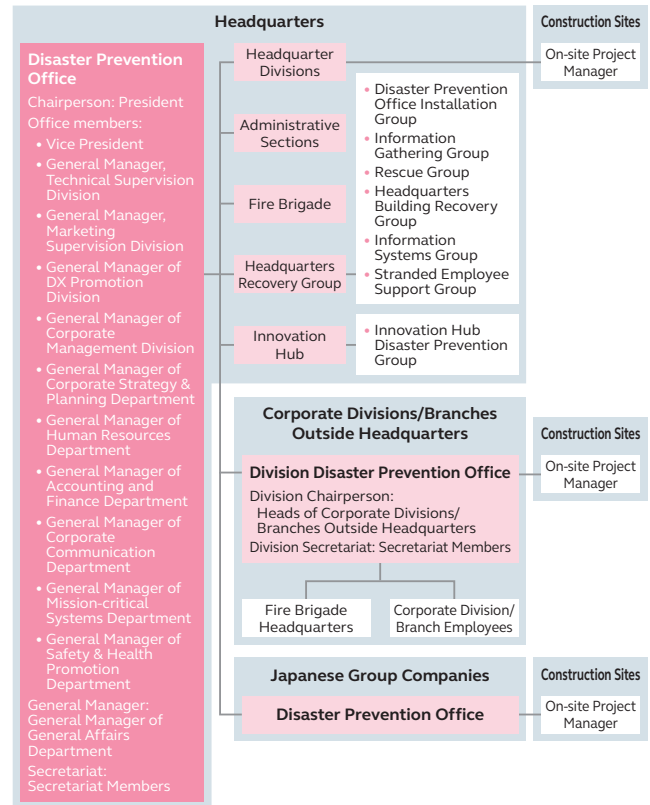 Headquarters
Disaster Prevention
Office
Chairperson: President
Office members:
• Vice President
• General Manager,
Technical Supervision
Division
• General Manager,
Marketing
Supervision Division
• General Manager of
DX Promotion
Division
• General Manager of
Corporate
Management Division
• General Manager of
Corporate Strategy &
Planning Department
• General Manager of
Human Resources
Department
• General Manager of
Accounting and
Finance Department
• General Manager of
Corporate
Communication
Department
• General Manager of
Mission-critical
Systems Department
• General Manager of
Safety & Health
Promotion
Department
General Manager:
General Manager of
General Affairs
Department
Secretariat:
Secretariat Members
Headquarter
Divisions
Administrative
Sections
Fire Brigade
Headquarters
Recovery Group
Innovation
Hub
• Disaster Prevention
Office Installation
Group
• Information
Gathering Group
• Rescue Group
• Headquarters
Building Recovery
Group
• Information
Systems Group
• Stranded Employee
Support Group
• Innovation Hub
Disaster Prevention
Group
Construction Sites
On-site Project
Manager
Corporate Divisions/Branches
Outside Headquarters
Division Disaster Prevention Office
Division Chairperson:
Heads of Corporate Divisions/
Branches Outside Headquarters
Division Secretariat: Secretariat Members
Fire Brigade
Headquarters
Corporate Division/
Branch Employees
Construction Sites
On-site Project
Manager
Japanese Group Companies
Disaster Prevention Office
Construction Sites
On-site Project
Manager